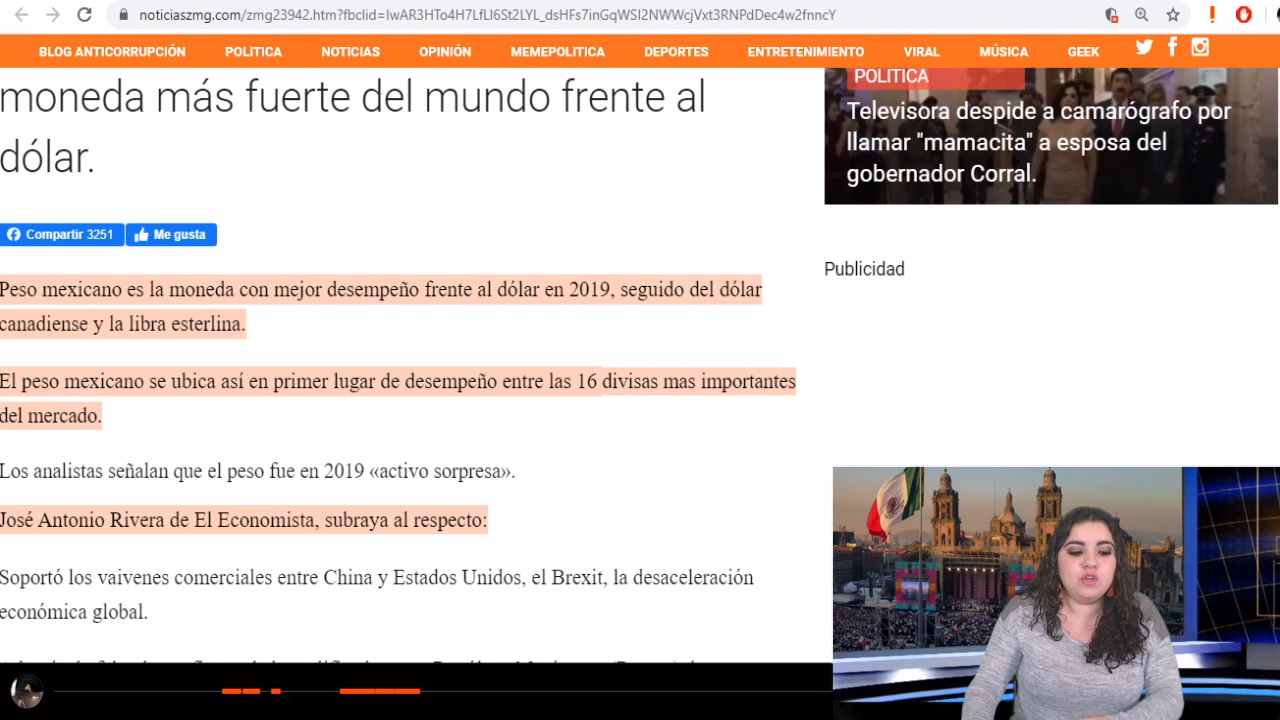 noticiaszmg.com/zmg23942.htm?fbclid=IwAR3HTo4H7LfLI6St2LYL_dsHFs7inGqWSI2NWWcjVxt3RNPdDec4w2fnncY
BLOG ANTICORRUPCIÓN POLITICA NOTICIAS OPINIÓN MEMEPOLITICA DEPORTES ENTRETENIMIENTO VIRAL MÚSICA GEEK
moneda más fuerte del mundo frente al
dólar.
Compartir 3251 Me gusta
Peso mexicano es la moneda con mejor desempeño frente al dólar en 2019, seguido del dólar
canadiense y la libra esterlina.
El peso mexicano se ubica así en primer lugar de desempeño entre las 16 divisas mas importantes
del mercado.
Los analistas señalan que el peso fue en 2019 «activo sorpresa».
José Antonio Rivera de El Economista, subraya al respecto:
Soportó los vaivenes comerciales entre China y Estados Unidos, el Brexit, la desaceleración
económica global.
POLITICA
Televisora despide a camarógrafo por
llamar "mamacita" a esposa del
gobernador Corral.
Publicidad